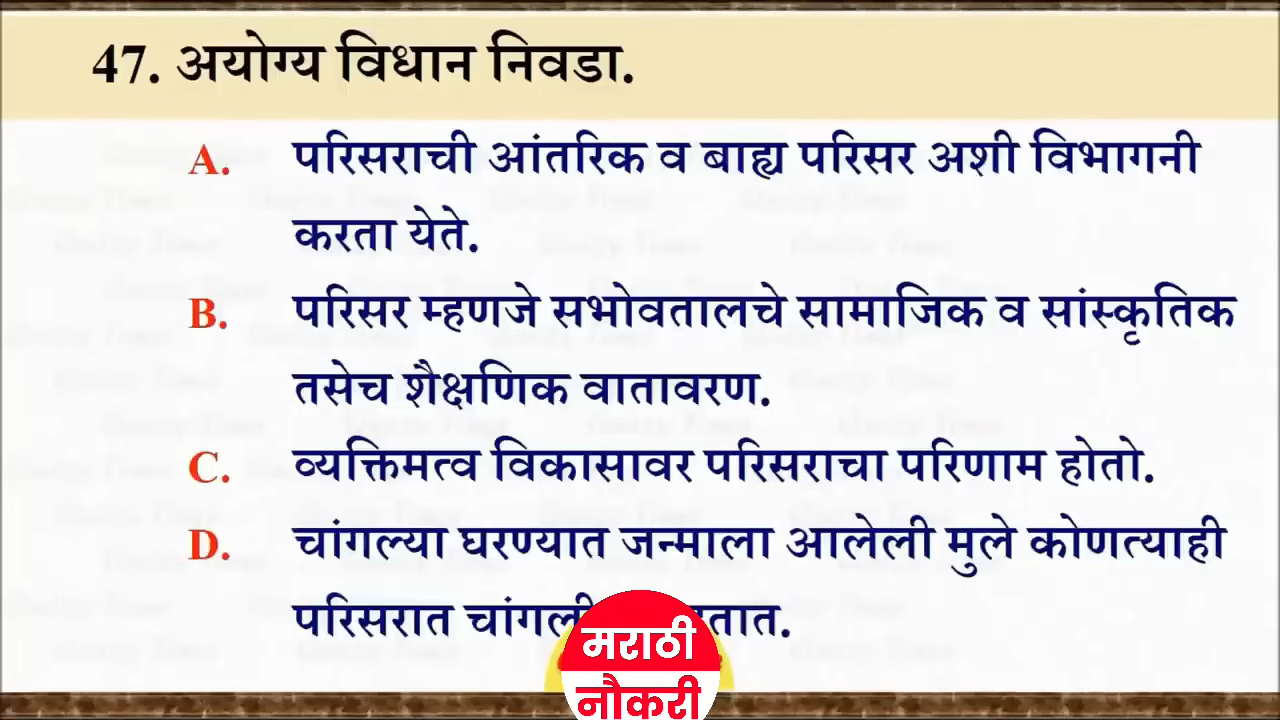 47. अयोग्य विधान निवडा.
A. परिसराची आंतरिक व बाह्य परिसर अशी विभागनी
करता येते.
B. परिसर म्हणजे सभोवतालचे सामाजिक व सांस्कृतिक
तसेच शैक्षणिक वातावरण.
C. व्यक्तिमत्व विकासावर परिसराचा परिणाम होतो.
D. चांगल्या घरण्यात जन्माला आलेली मुले कोणत्याही
परिसरात
मराठी
नौकरी